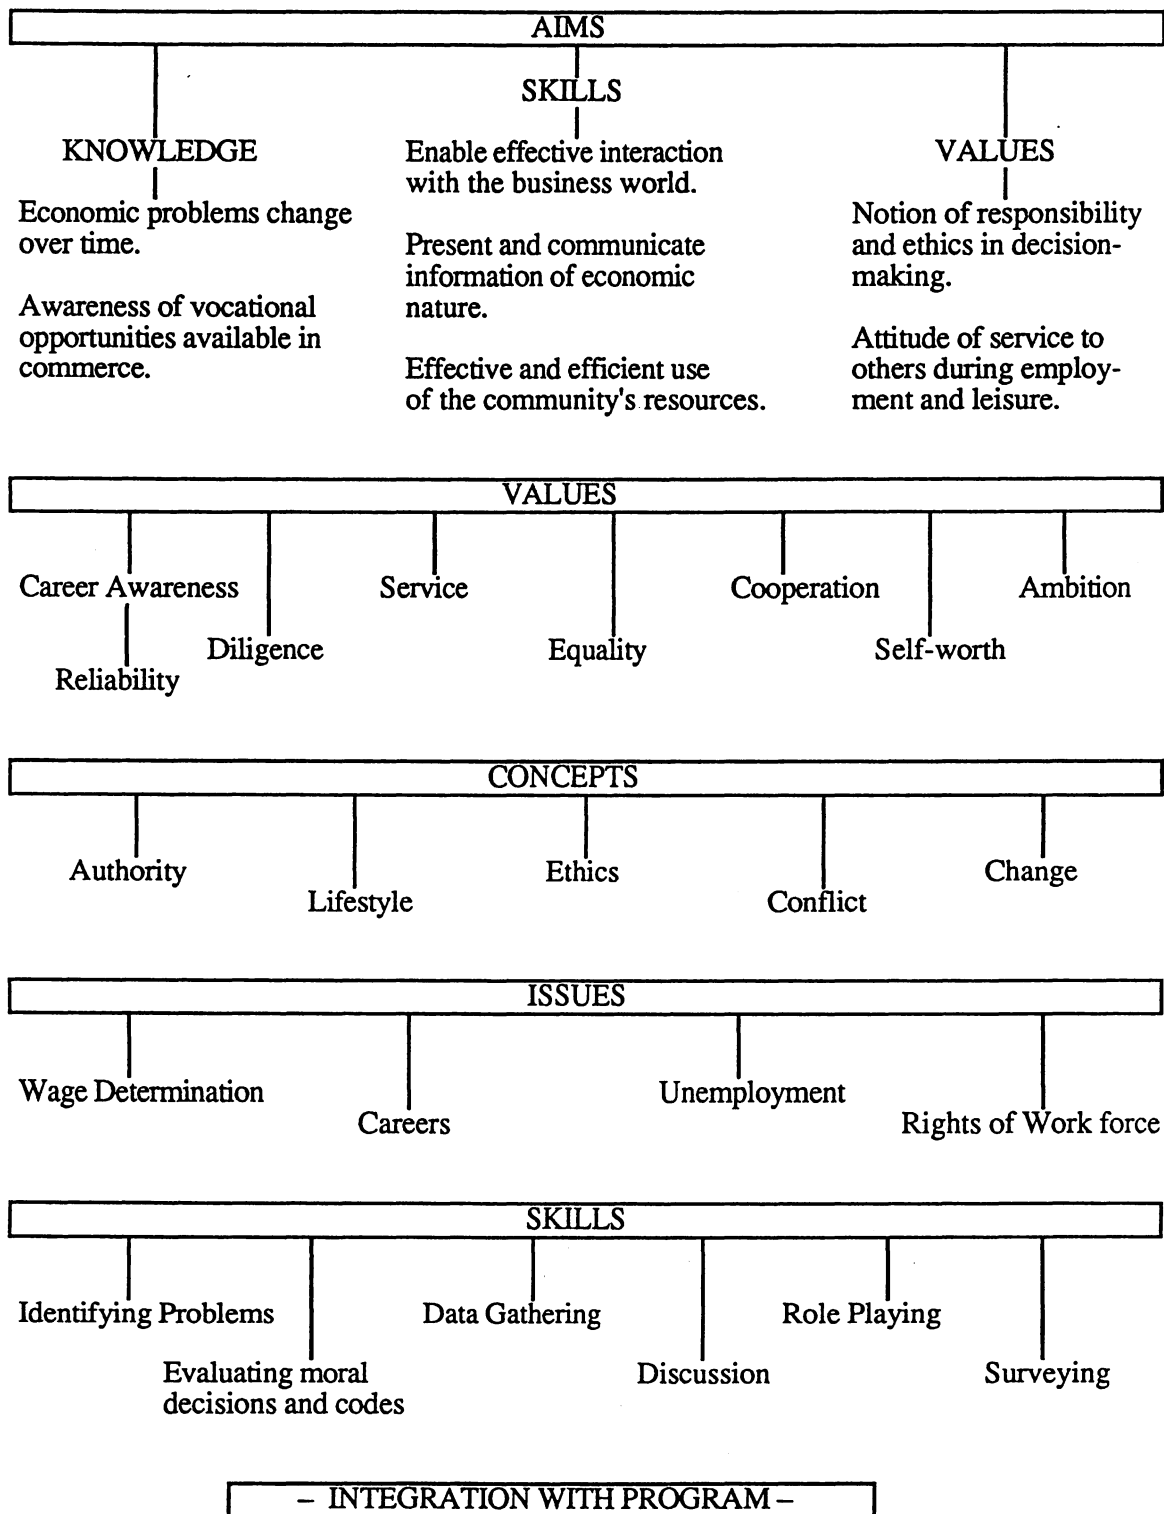 AIMS
KNOWLEDGE
Economic problems change
over time.
Awareness of vocational
opportunities available in
commerce.
SKILLS
Enable effective interaction
with the business world.
Present and communicate
information of economic
nature.
Effective and efficient use
of the community's resources.
VALUES
Notion of responsibility
and ethics in decision-
making.
Attitude of service to
others during employ-
ment and leisure.
VALUES
Career Awareness
Reliability
Diligence
Service
Equality
Cooperation
Self-worth
Ambition
CONCEPTS
Authority
Lifestyle
Ethics
Conflict
Change
ISSUES
Wage Determination
Careers
Unemployment
Rights of Work force
SKILLS
Identifying Problems
Evaluating moral
decisions and codes
Data Gathering
Discussion
Role Playing
Surveying
– INTEGRATION WITH PROGRAM –